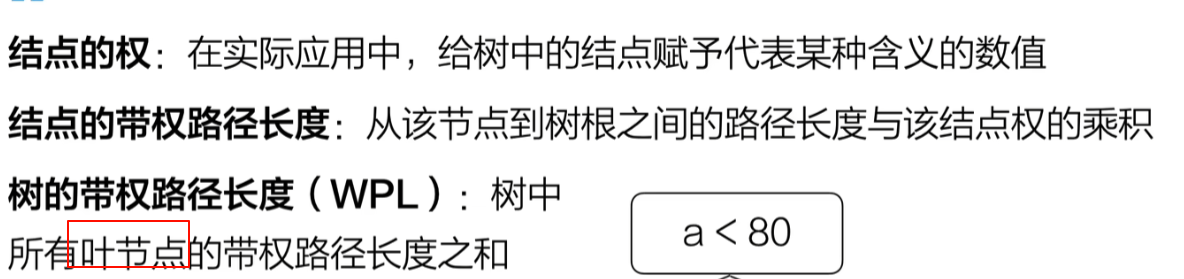 结点的权：在实际应用中，给树中的结点赋予代表某种含义的数值
结点的带权路径长度：从该节点到树根之间的路径长度与该结点权的乘积
树的带权路径长度（WPL）：树中
所有叶节点的带权路径长度之和
a < 80